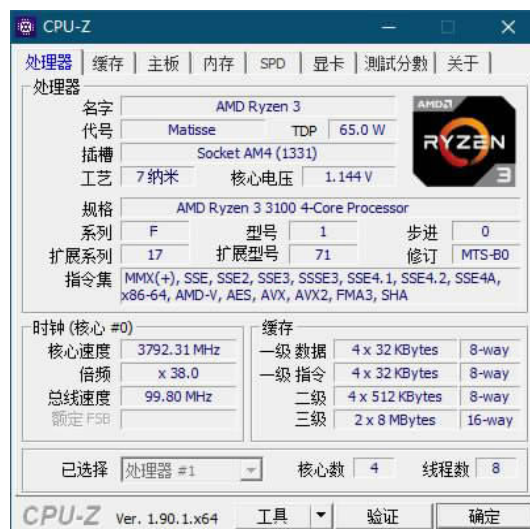 CPU-Z
处理器 缓存 主板 内存 SPD 显卡 測試分數 关于
处理器
名字 AMD Ryzen 3
代号 Matisse TDP 65.0 W
插槽 Socket AM4 (1331)
工艺 7 纳米 核心电压 1.144 V
AMD
RYZEN
3
规格 AMD Ryzen 3 3100 4-Core Processor
系列 F 型号 1 步进 0
扩展系列 17 扩展型号 71 修订 MTS-B0
指令集 MMX(+), SSE, SSE2, SSE3, SSSE3, SSE4.1, SSE4.2, SSE4A,
x86-64, AMD-V, AES, AVX, AVX2, FMA3, SHA
时钟 (核心 #0) 缓存
核心速度 3792.31 MHz 一级 数据 4 x 32 KBytes 8-way
倍频 x 38.0 一级 指令 4 x 32 KBytes 8-way
总线速度 99.80 MHz 二级 4 x 512 KBytes 8-way
额定 FSB 三级 2 x 8 MBytes 16-way
已选择 处理器 #1 核心数 4 线程数 8
CPU-Z Ver. 1.90.1.x64 工具 验证 确定